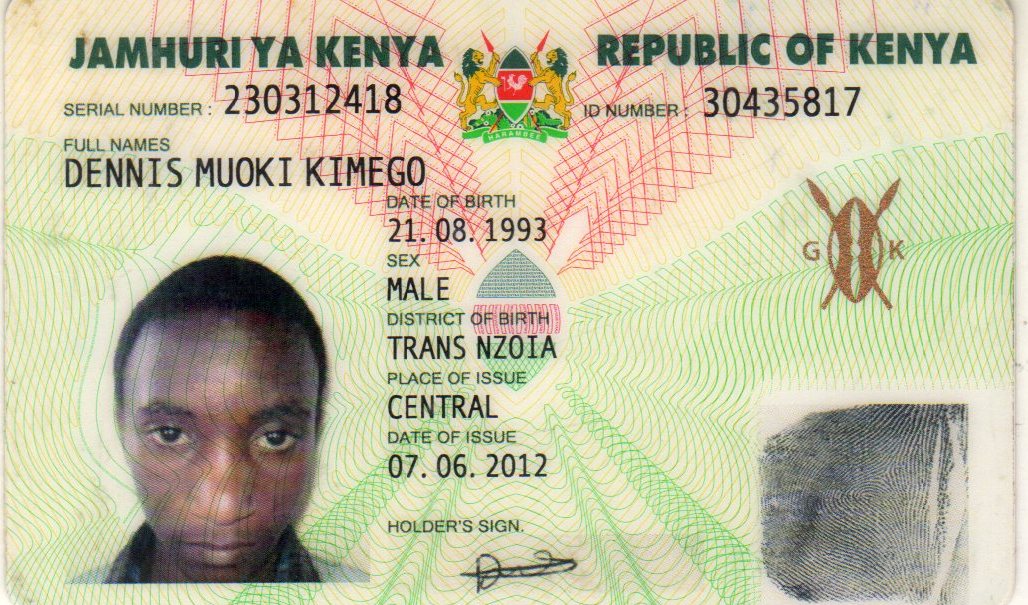 JAMHURI YA KENYA
REPUBLIC OF KENYA
SERIAL NUMBER : 230312418
ID NUMBER : 30435817
HARAMBEE
FULL NAMES
DENNIS MUOKI KIMEGO
DATE OF BIRTH
21. 08. 1993
SEX
MALE
DISTRICT OF BIRTH
TRANS NZOIA
PLACE OF ISSUE
CENTRAL
DATE OF ISSUE
07. 06. 2012
HOLDER'S SIGN.
G K